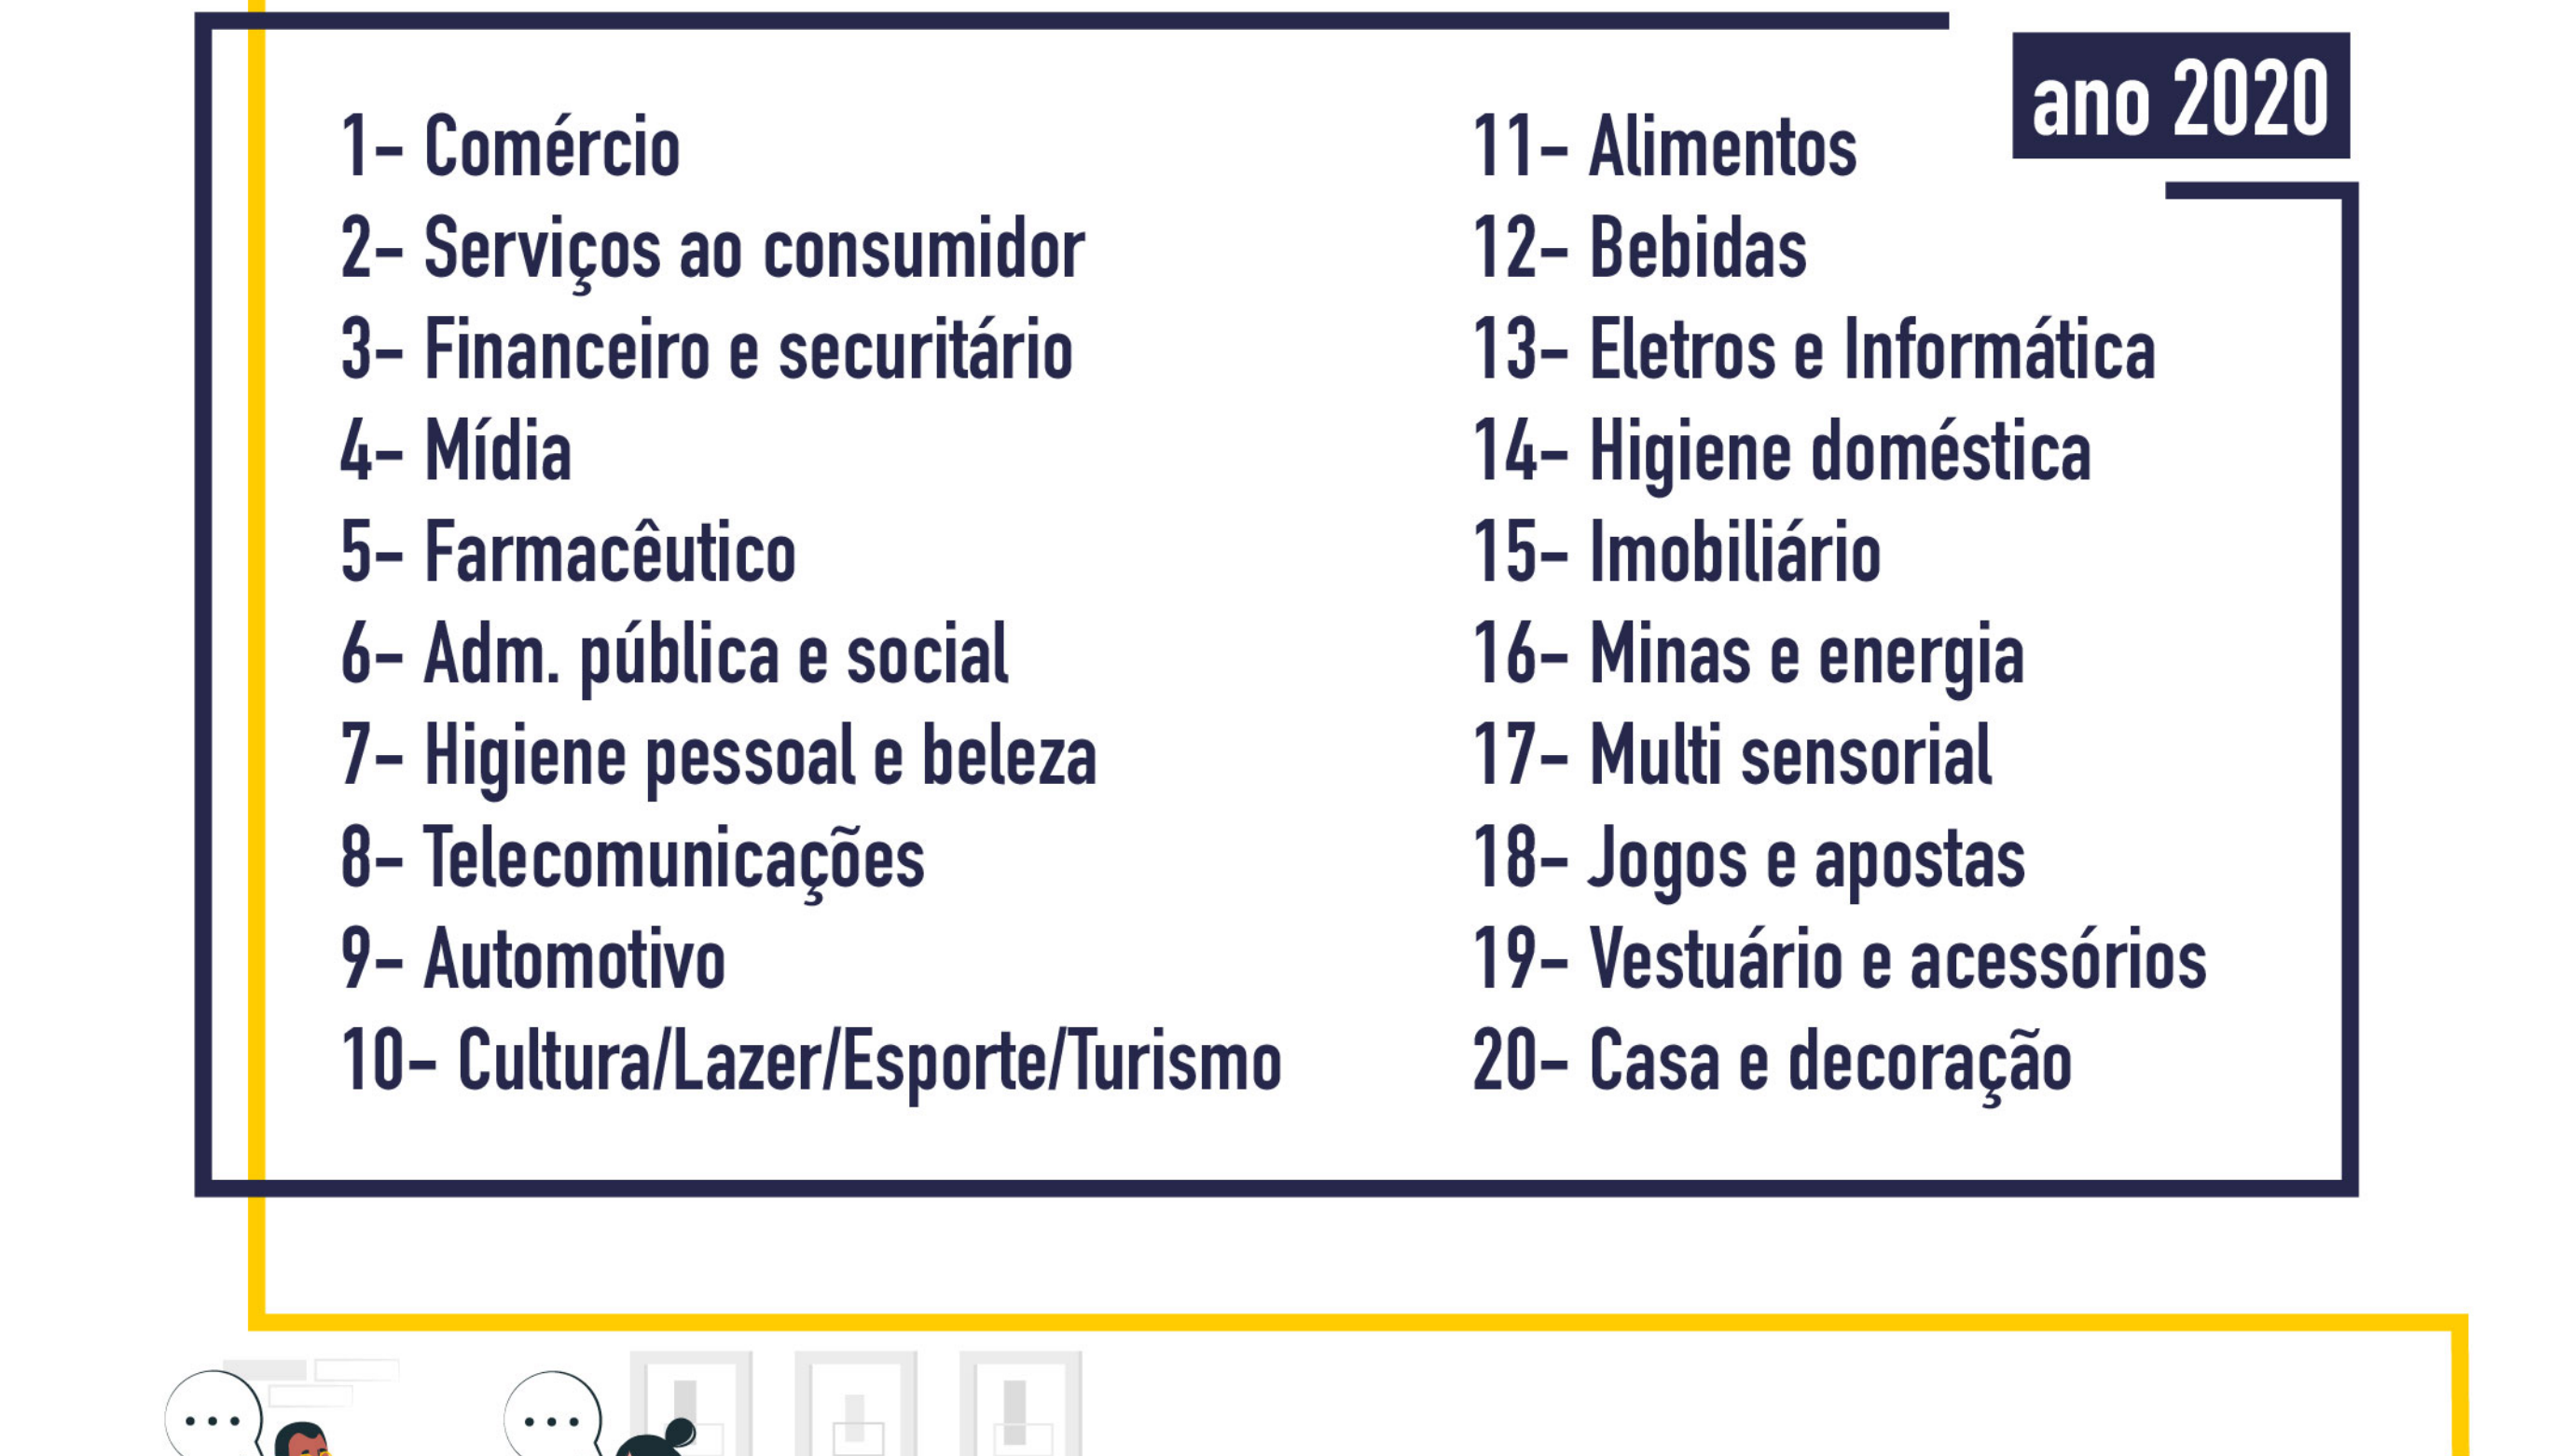 ano 2020
1- Comércio
2- Serviços ao consumidor
3- Financeiro e securitário
4- Mídia
5- Farmacêutico
6- Adm. pública e social
7- Higiene pessoal e beleza
8- Telecomunicações
9- Automotivo
10- Cultura/Lazer/Esporte/Turismo
11- Alimentos
12- Bebidas
13- Eletros e Informática
14- Higiene doméstica
15- Imobiliário
16- Minas e energia
17- Multi sensorial
18- Jogos e apostas
19- Vestuário e acessórios
20- Casa e decoração